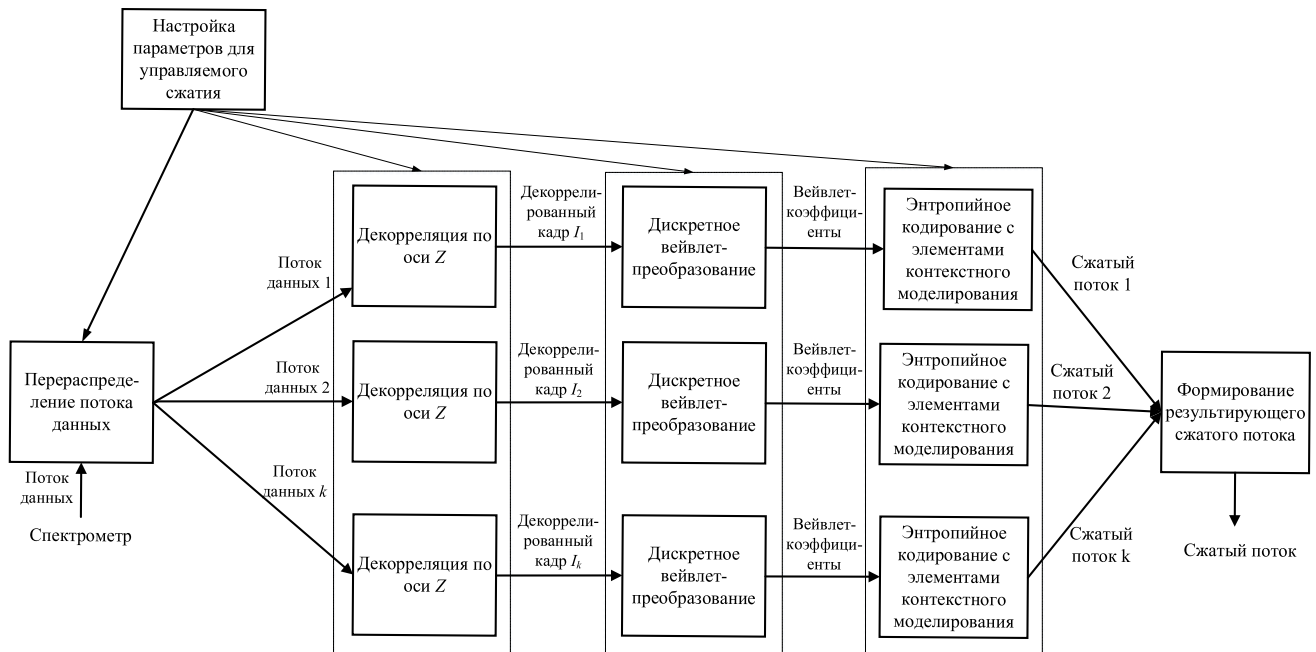 Настройка
параметров для
управляемого
сжатия
Перераспреде-
ление потока
данных
Поток
данных
Спектрометр
Поток
данных 1
Поток
данных 2
Поток
данных k
Декорреляция по
оси Z
Декоррели-
рованный
кадр I1
Дискретное
вейвлет-
преобразование
Вейвлет-
коэффици-
енты
Энтропийное
кодирование с
элементами
контекстного
моделирования
Сжатый
поток 1
Декорреляция по
оси Z
Декоррели-
рованный
кадр I2
Дискретное
вейвлет-
преобразование
Вейвлет-
коэффици-
енты
Энтропийное
кодирование с
элементами
контекстного
моделирования
Сжатый
поток 2
Декорреляция по
оси Z
Декоррели-
рованный
кадр Ik
Дискретное
вейвлет-
преобразование
Вейвлет-
коэффици-
енты
Энтропийное
кодирование с
элементами
контекстного
моделирования
Сжатый
поток k
Формирование
результирующего
сжатого потока
Сжатый поток